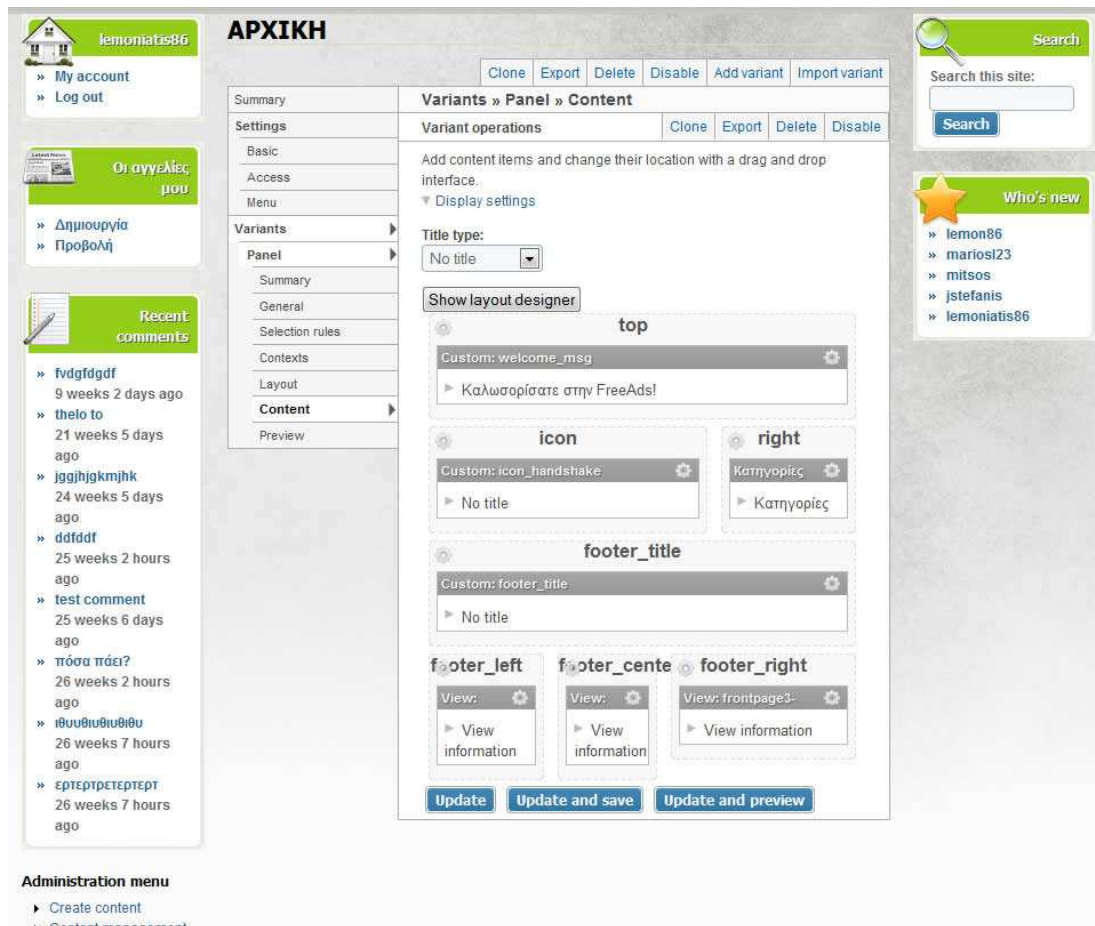 lemoniatis86
» My account
» Log out
Latest News
Οι αγγελίες
μου
» Δημιουργία
» Προβολή
Recent
comments
» fvdgfdgdf
9 weeks 2 days ago
» thelo to
21 weeks 5 days
ago
» jggjhjgkmjhk
24 weeks 5 days
ago
» ddfddf
25 weeks 2 hours
ago
» test comment
25 weeks 6 days
ago
» πόσα πάει?
26 weeks 2 hours
ago
» ιθυυθιυθιυθιθυ
26 weeks 7 hours
ago
» ερτερτρετερτερτ
26 weeks 7 hours
ago
Administration menu
Create content
Content management
ΑΡΧΙΚΗ
Clone Export Delete Disable Add variant Import variant
Summary
Settings
Basic
Access
Menu
Variants
Panel
Summary
General
Selection rules
Contexts
Layout
Content
Preview
Variants » Panel » Content
Variant operations Clone Export Delete Disable
Add content items and change their location with a drag and drop
interface.
Display settings
Title type:
No title
Show layout designer
top
Custom: welcome_msg
Καλωσορίσατε στην FreeAds!
icon
Custom: icon_handshake
No title
right
Κατηγορίες
Κατηγορίες
footer_title
Custom: footer_title
No title
footer_left
View:
View
information
footer_cente
View:
View
information
footer_right
View: frontpage3-
View information
Update Update and save Update and preview
Search
Search this site:
Search
Who's new
» lemon86
» mariosl23
» mitsos
» jstefanis
» lemoniatis86